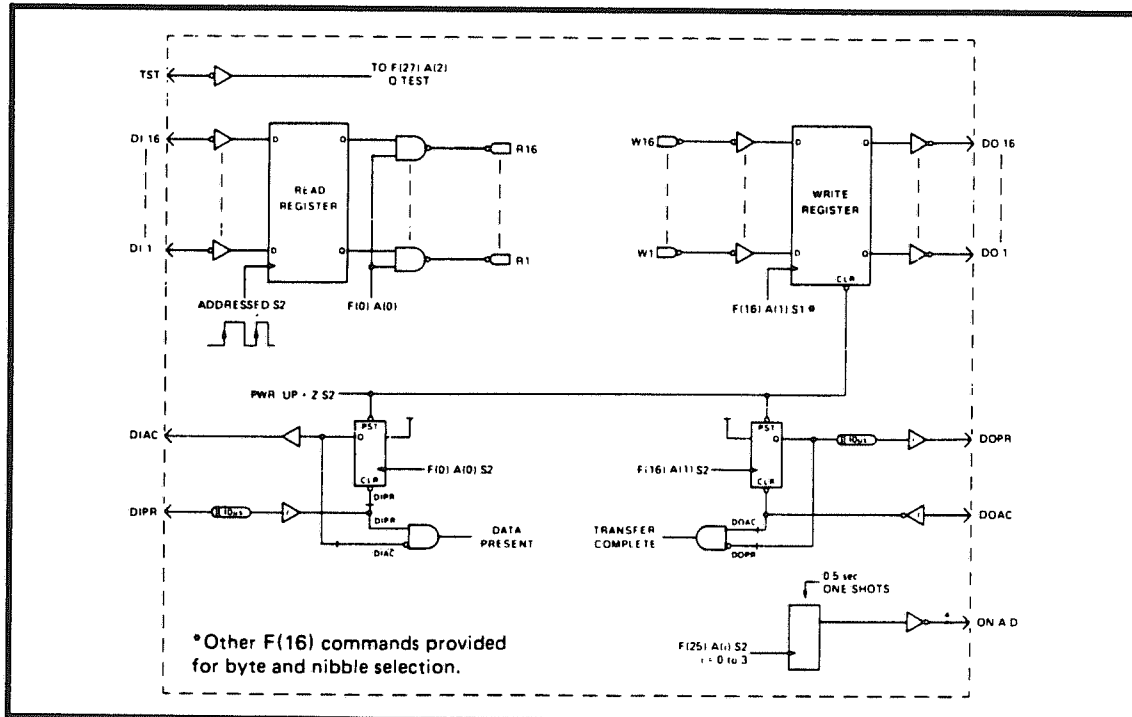 TST
TO F(27) A(2)
Q TEST
DI 16
R16
READ
REGISTER
D
Q
D
Q
DI 1
R1
ADDRESSED S2
F(0) A(0)
W16
DO 16
WRITE
REGISTER
D
Q
D
Q
W1
DO 1
CLR
F(16) A(1) S1 *
PWR UP + Z S2
DIAC
PST
Q
F(0) A(0) S2
CLR
DIPR
DIPR
10µs
DIPR
DIAC
DATA
PRESENT
PST
Q
10µs
DOPR
F(16) A(1) S2
CLR
DOAC
DOAC
DOPR
TRANSFER
COMPLETE
0.5 sec
ONE SHOTS
4
ON A D
F(25) A(i) S2
i = 0 to 3
*Other F(16) commands provided
for byte and nibble selection.